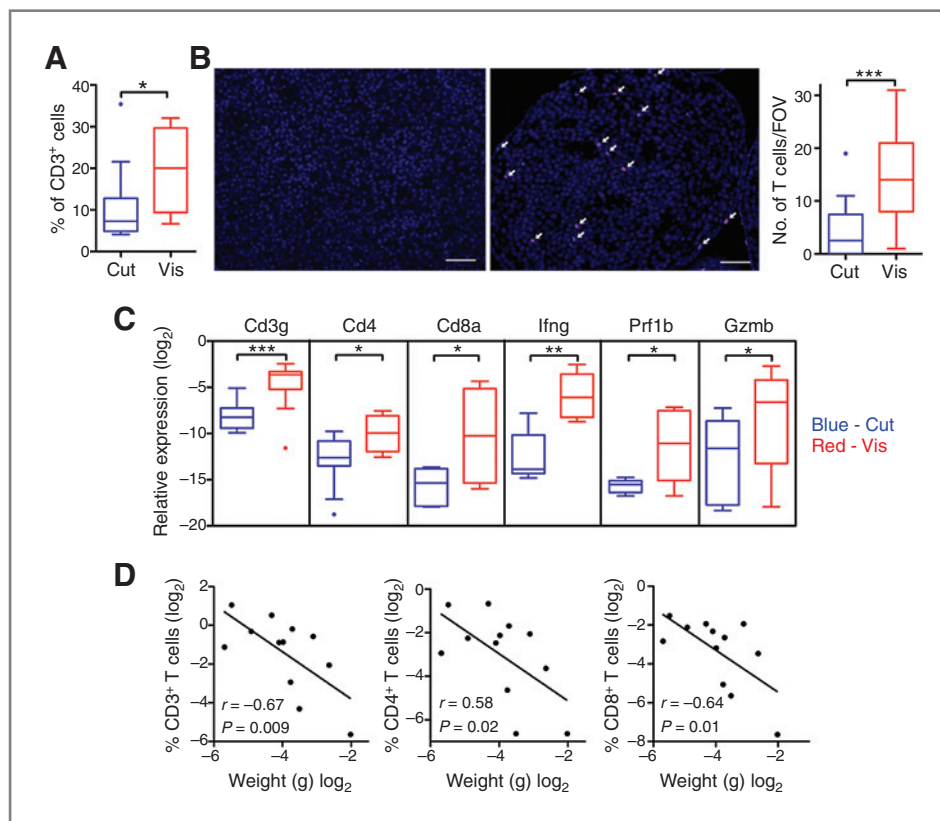 A
B
% of CD3+ cells
40
30
20
10
0
*
Cut
Vis
No. of T cells/FOV
30
20
10
0
***
Cut
Vis
C
Relative expression (log2)
0
−5
−10
−15
−20
Cd3g
Cd4
Cd8a
Ifng
Prf1b
Gzmb
***
*
*
**
*
*
Blue - Cut
Red - Vis
D
% CD3+ T cells (log2)
2
0
−2
−4
−6
r = −0.67
P = 0.009
−6
−4
−2
0
Weight (g) log2
% CD4+ T cells (log2)
0
−2
−4
−6
r = 0.58
P = 0.02
−6
−4
−2
0
Weight (g) log2
% CD8+ T cells (log2)
0
−2
−4
−6
−8
r = −0.64
P = 0.01
−6
−4
−2
0
Weight (g) log2